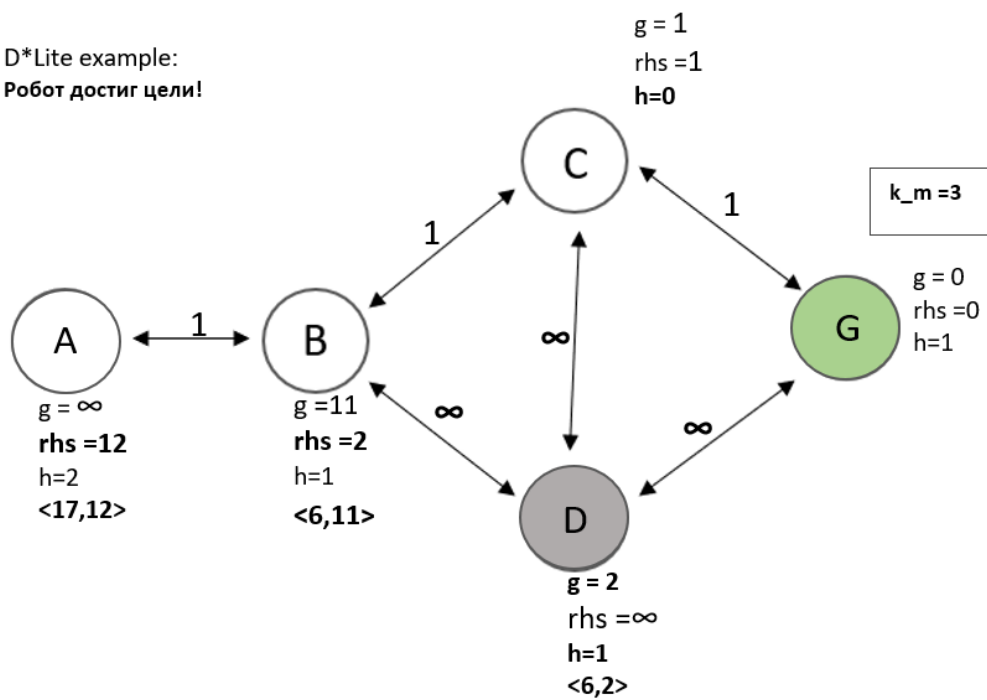 D*Lite example:
Робот достиг цели!
g = 1
rhs =1
h=0
C
k_m =3
1
1
g = 0
rhs =0
h=1
A
1
B
∞
G
g = ∞
rhs =12
h=2
<17,12>
g =11
rhs =2
h=1
<6,11>
∞
∞
D
g = 2
rhs =∞
h=1
<6,2>